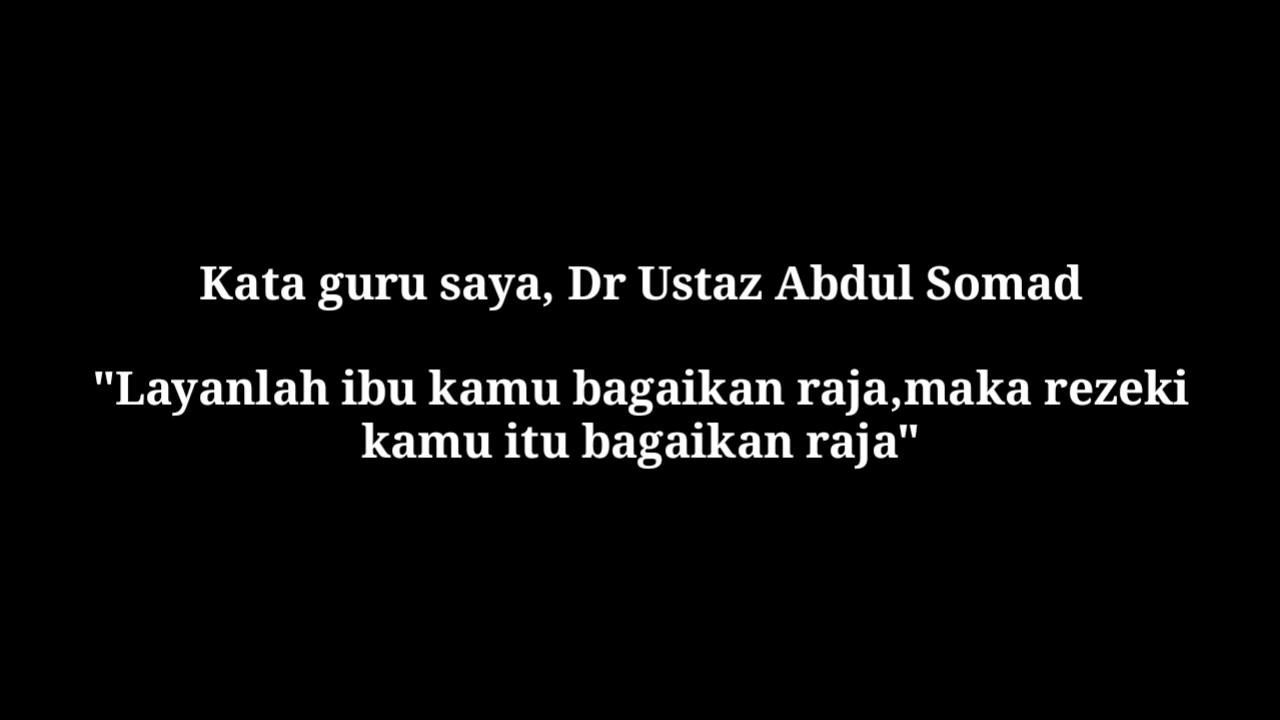 Kata guru saya, Dr Ustaz Abdul Somad
"Layanlah ibu kamu bagaikan raja,maka rezeki
kamu itu bagaikan raja"